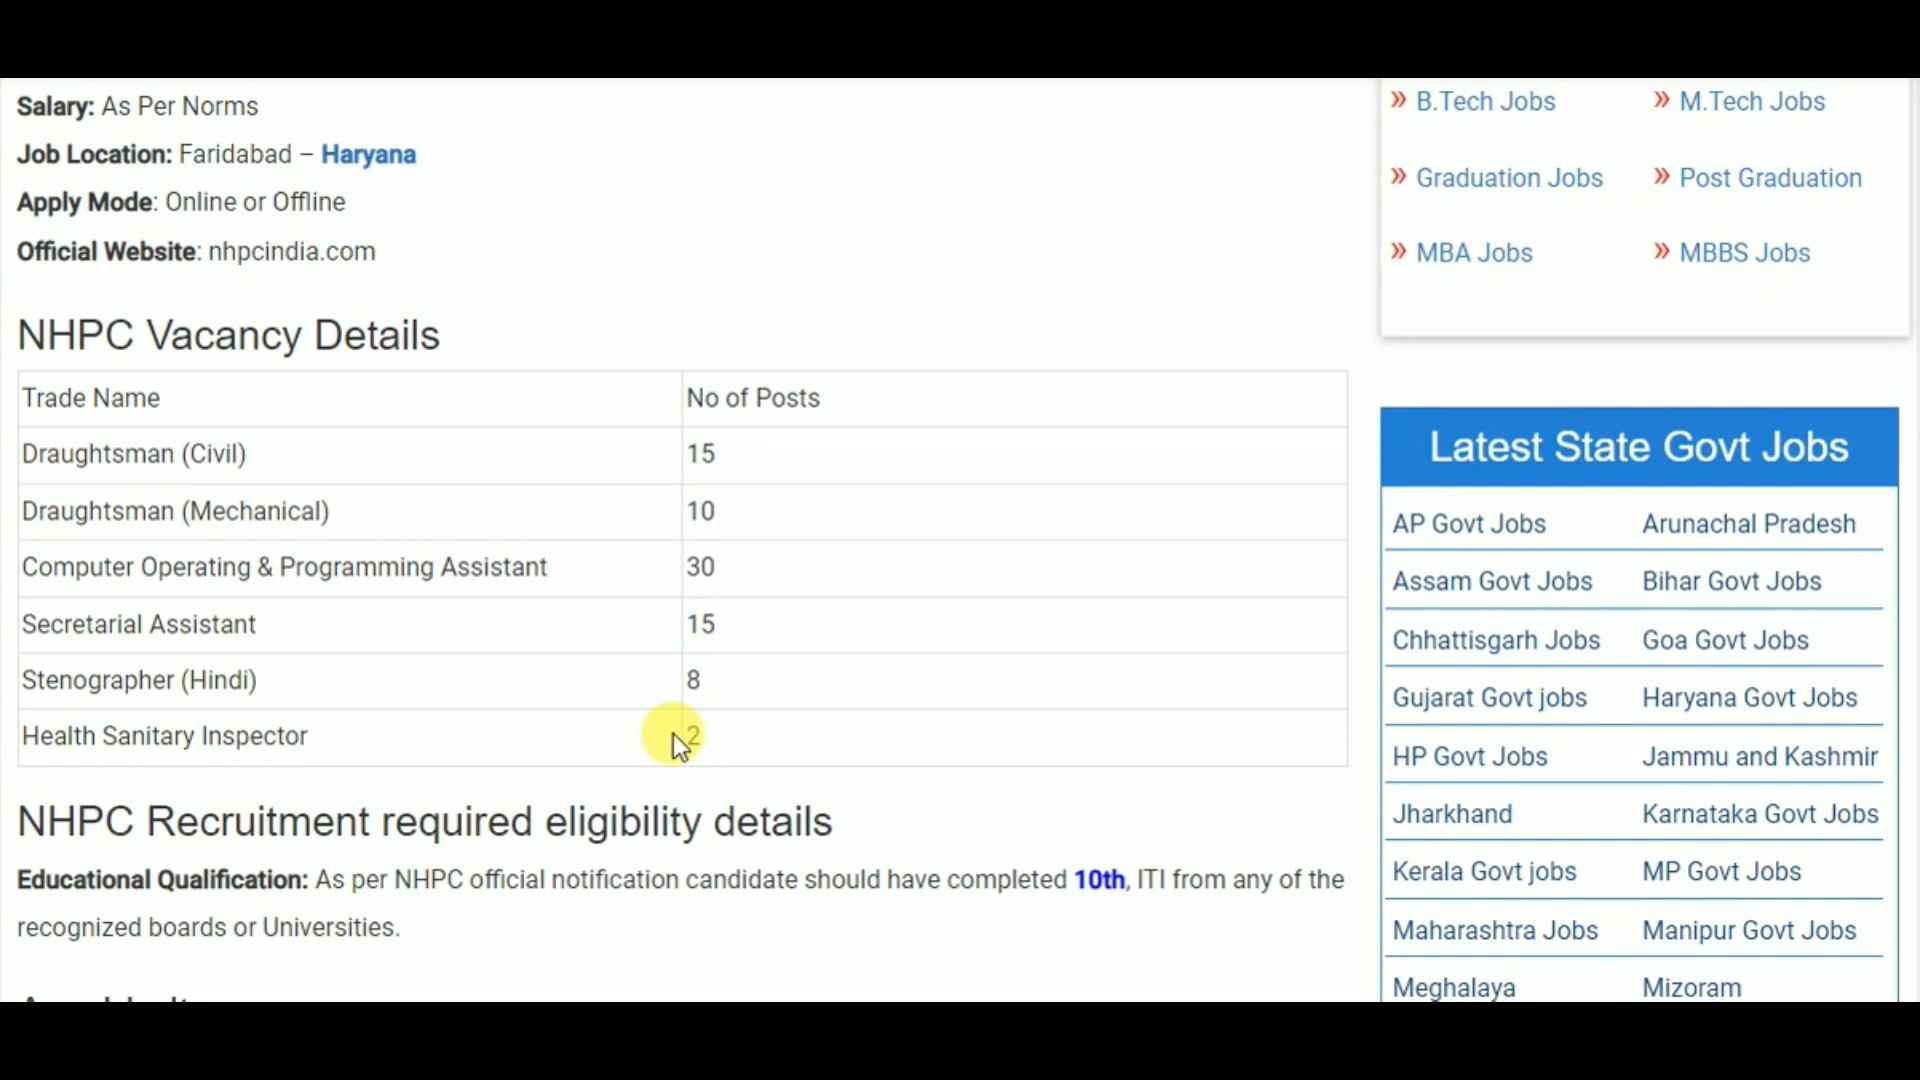 Salary: As Per Norms
Job Location: Faridabad – Haryana
Apply Mode: Online or Offline
Official Website: nhpcindia.com
NHPC Vacancy Details
Trade Name No of Posts
Draughtsman (Civil) 15
Draughtsman (Mechanical) 10
Computer Operating & Programming Assistant 30
Secretarial Assistant 15
Stenographer (Hindi) 8
Health Sanitary Inspector 2
NHPC Recruitment required eligibility details
Educational Qualification: As per NHPC official notification candidate should have completed 10th, ITI from any of the
recognized boards or Universities.
» B.Tech Jobs » M.Tech Jobs
» Graduation Jobs » Post Graduation
» MBA Jobs » MBBS Jobs
Latest State Govt Jobs
AP Govt Jobs Arunachal Pradesh
Assam Govt Jobs Bihar Govt Jobs
Chhattisgarh Jobs Goa Govt Jobs
Gujarat Govt jobs Haryana Govt Jobs
HP Govt Jobs Jammu and Kashmir
Jharkhand Karnataka Govt Jobs
Kerala Govt jobs MP Govt Jobs
Maharashtra Jobs Manipur Govt Jobs
Meghalaya Mizoram